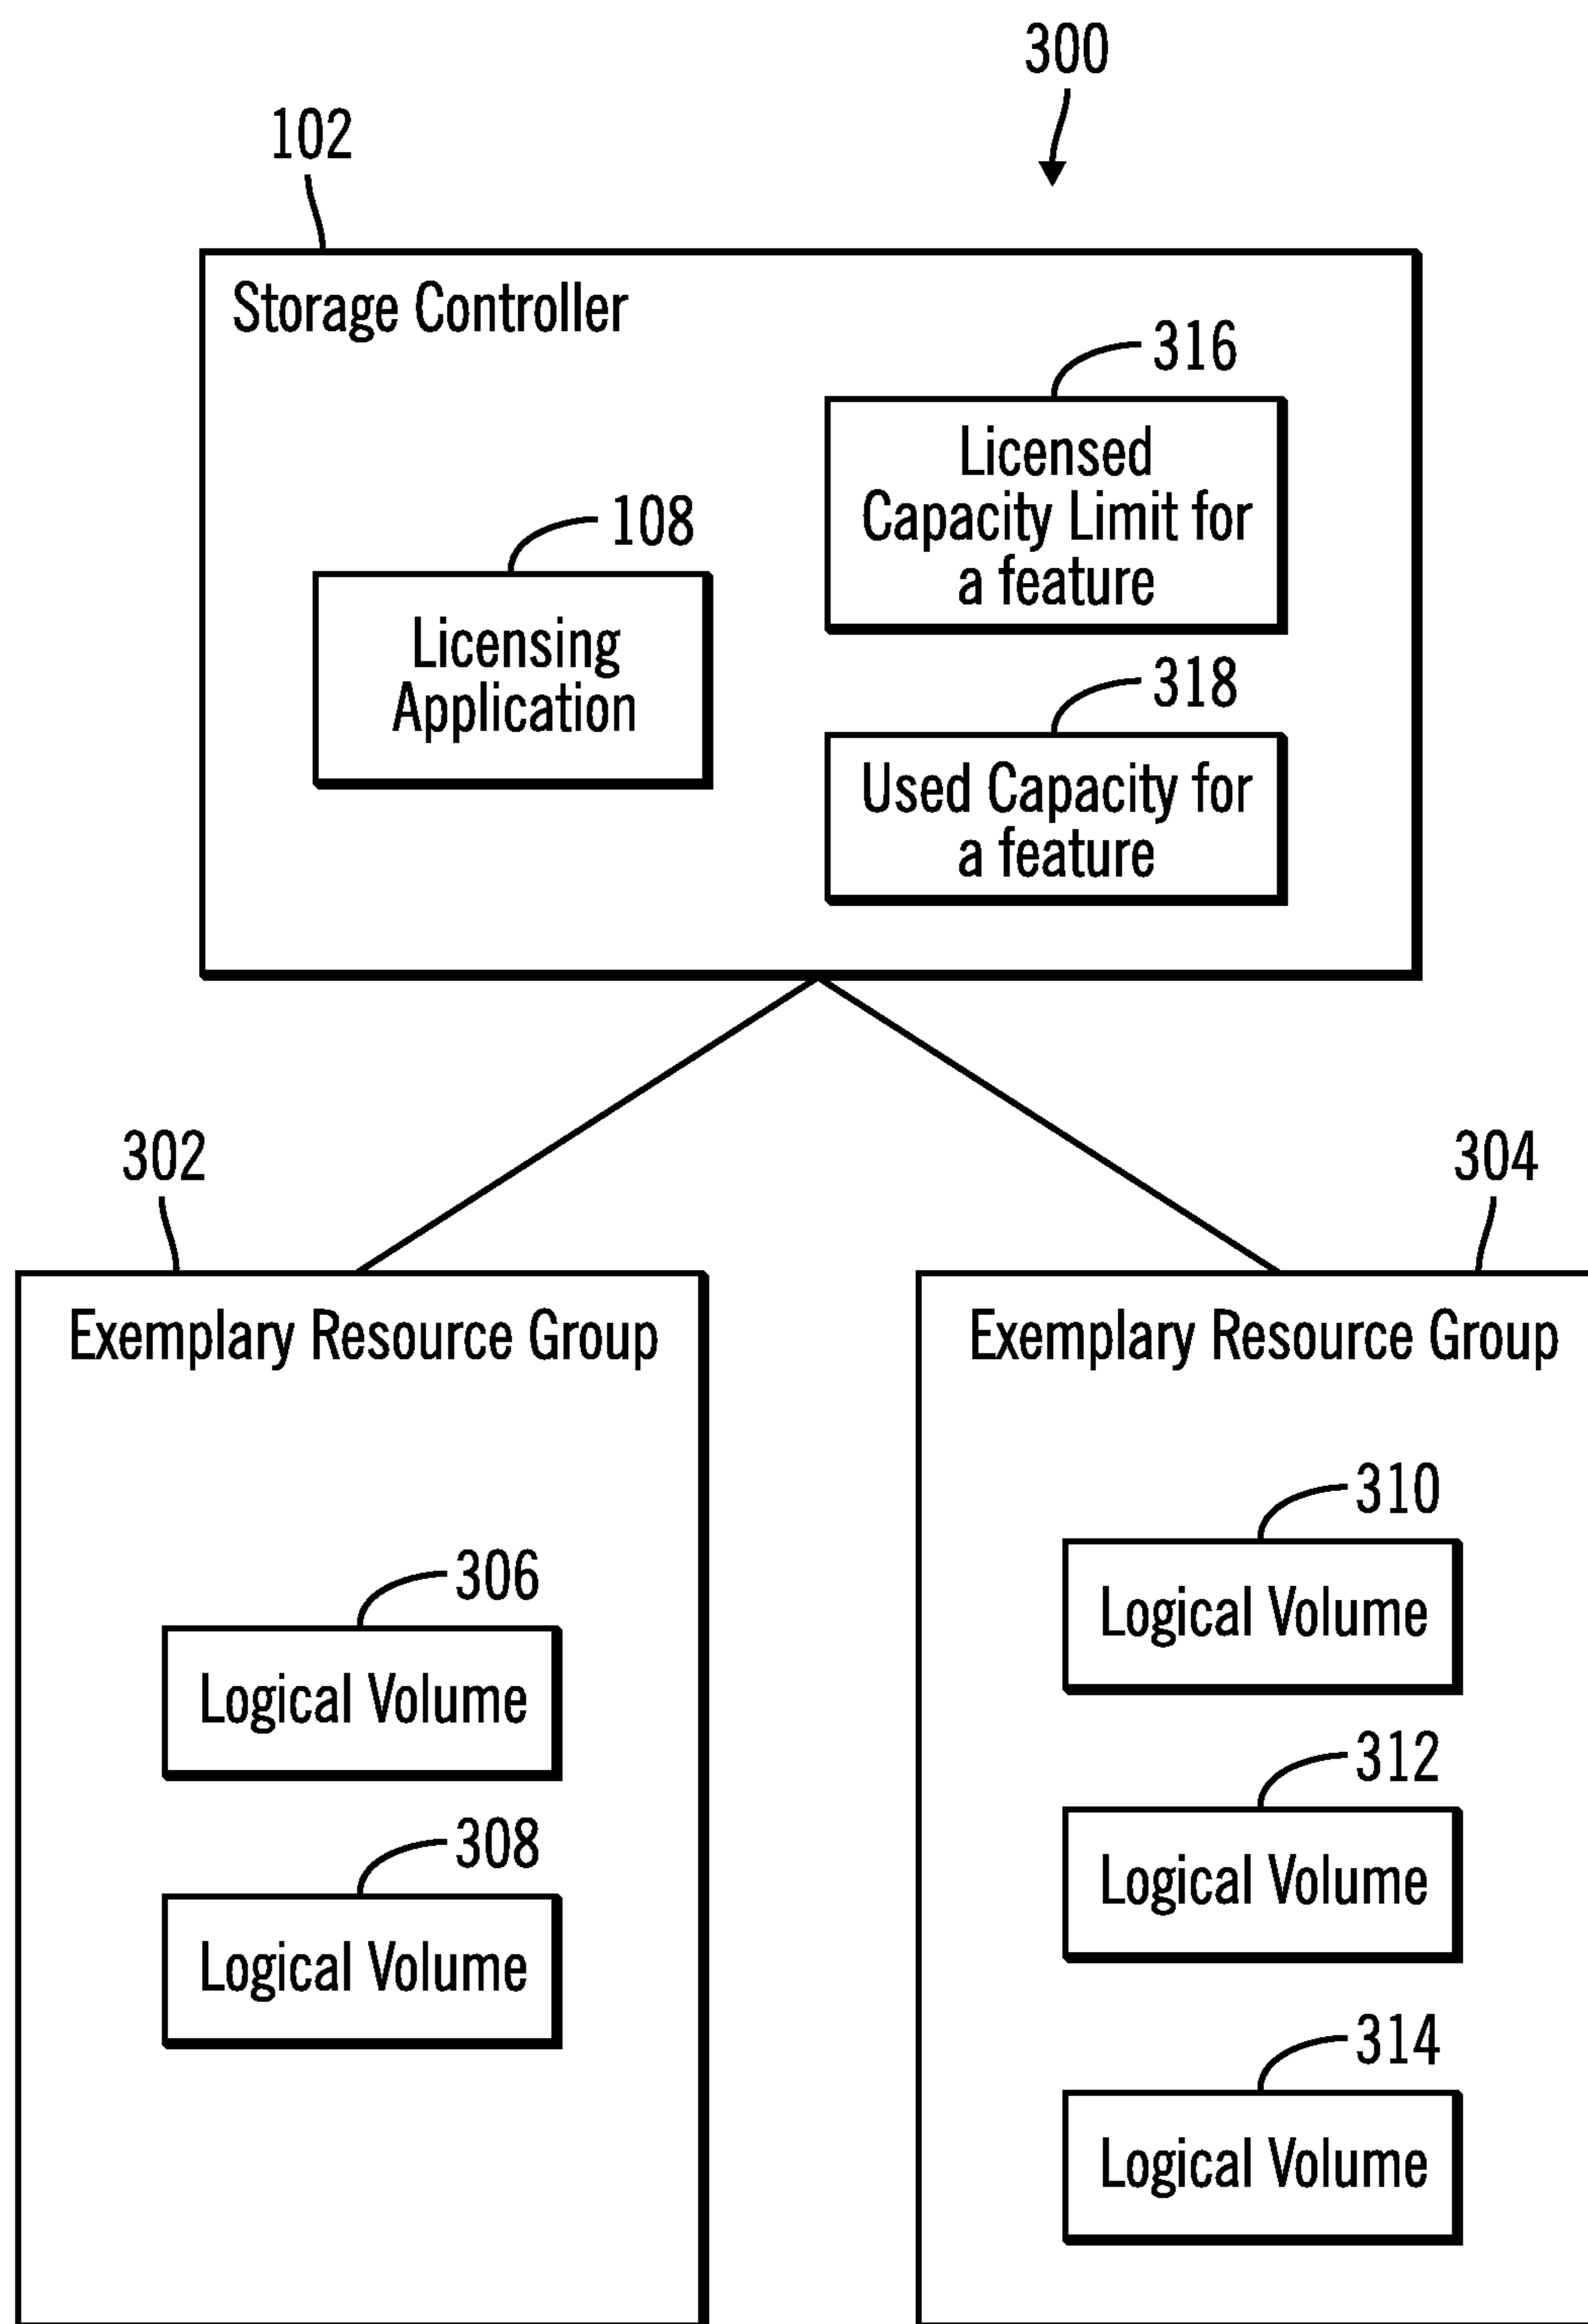 300
102
Storage Controller
316
Licensed
Capacity Limit for
a feature
108
Licensing
Application
318
Used Capacity for
a feature
302
304
Exemplary Resource Group
Exemplary Resource Group
310
Logical Volume
306
Logical Volume
312
Logical Volume
308
Logical Volume
314
Logical Volume